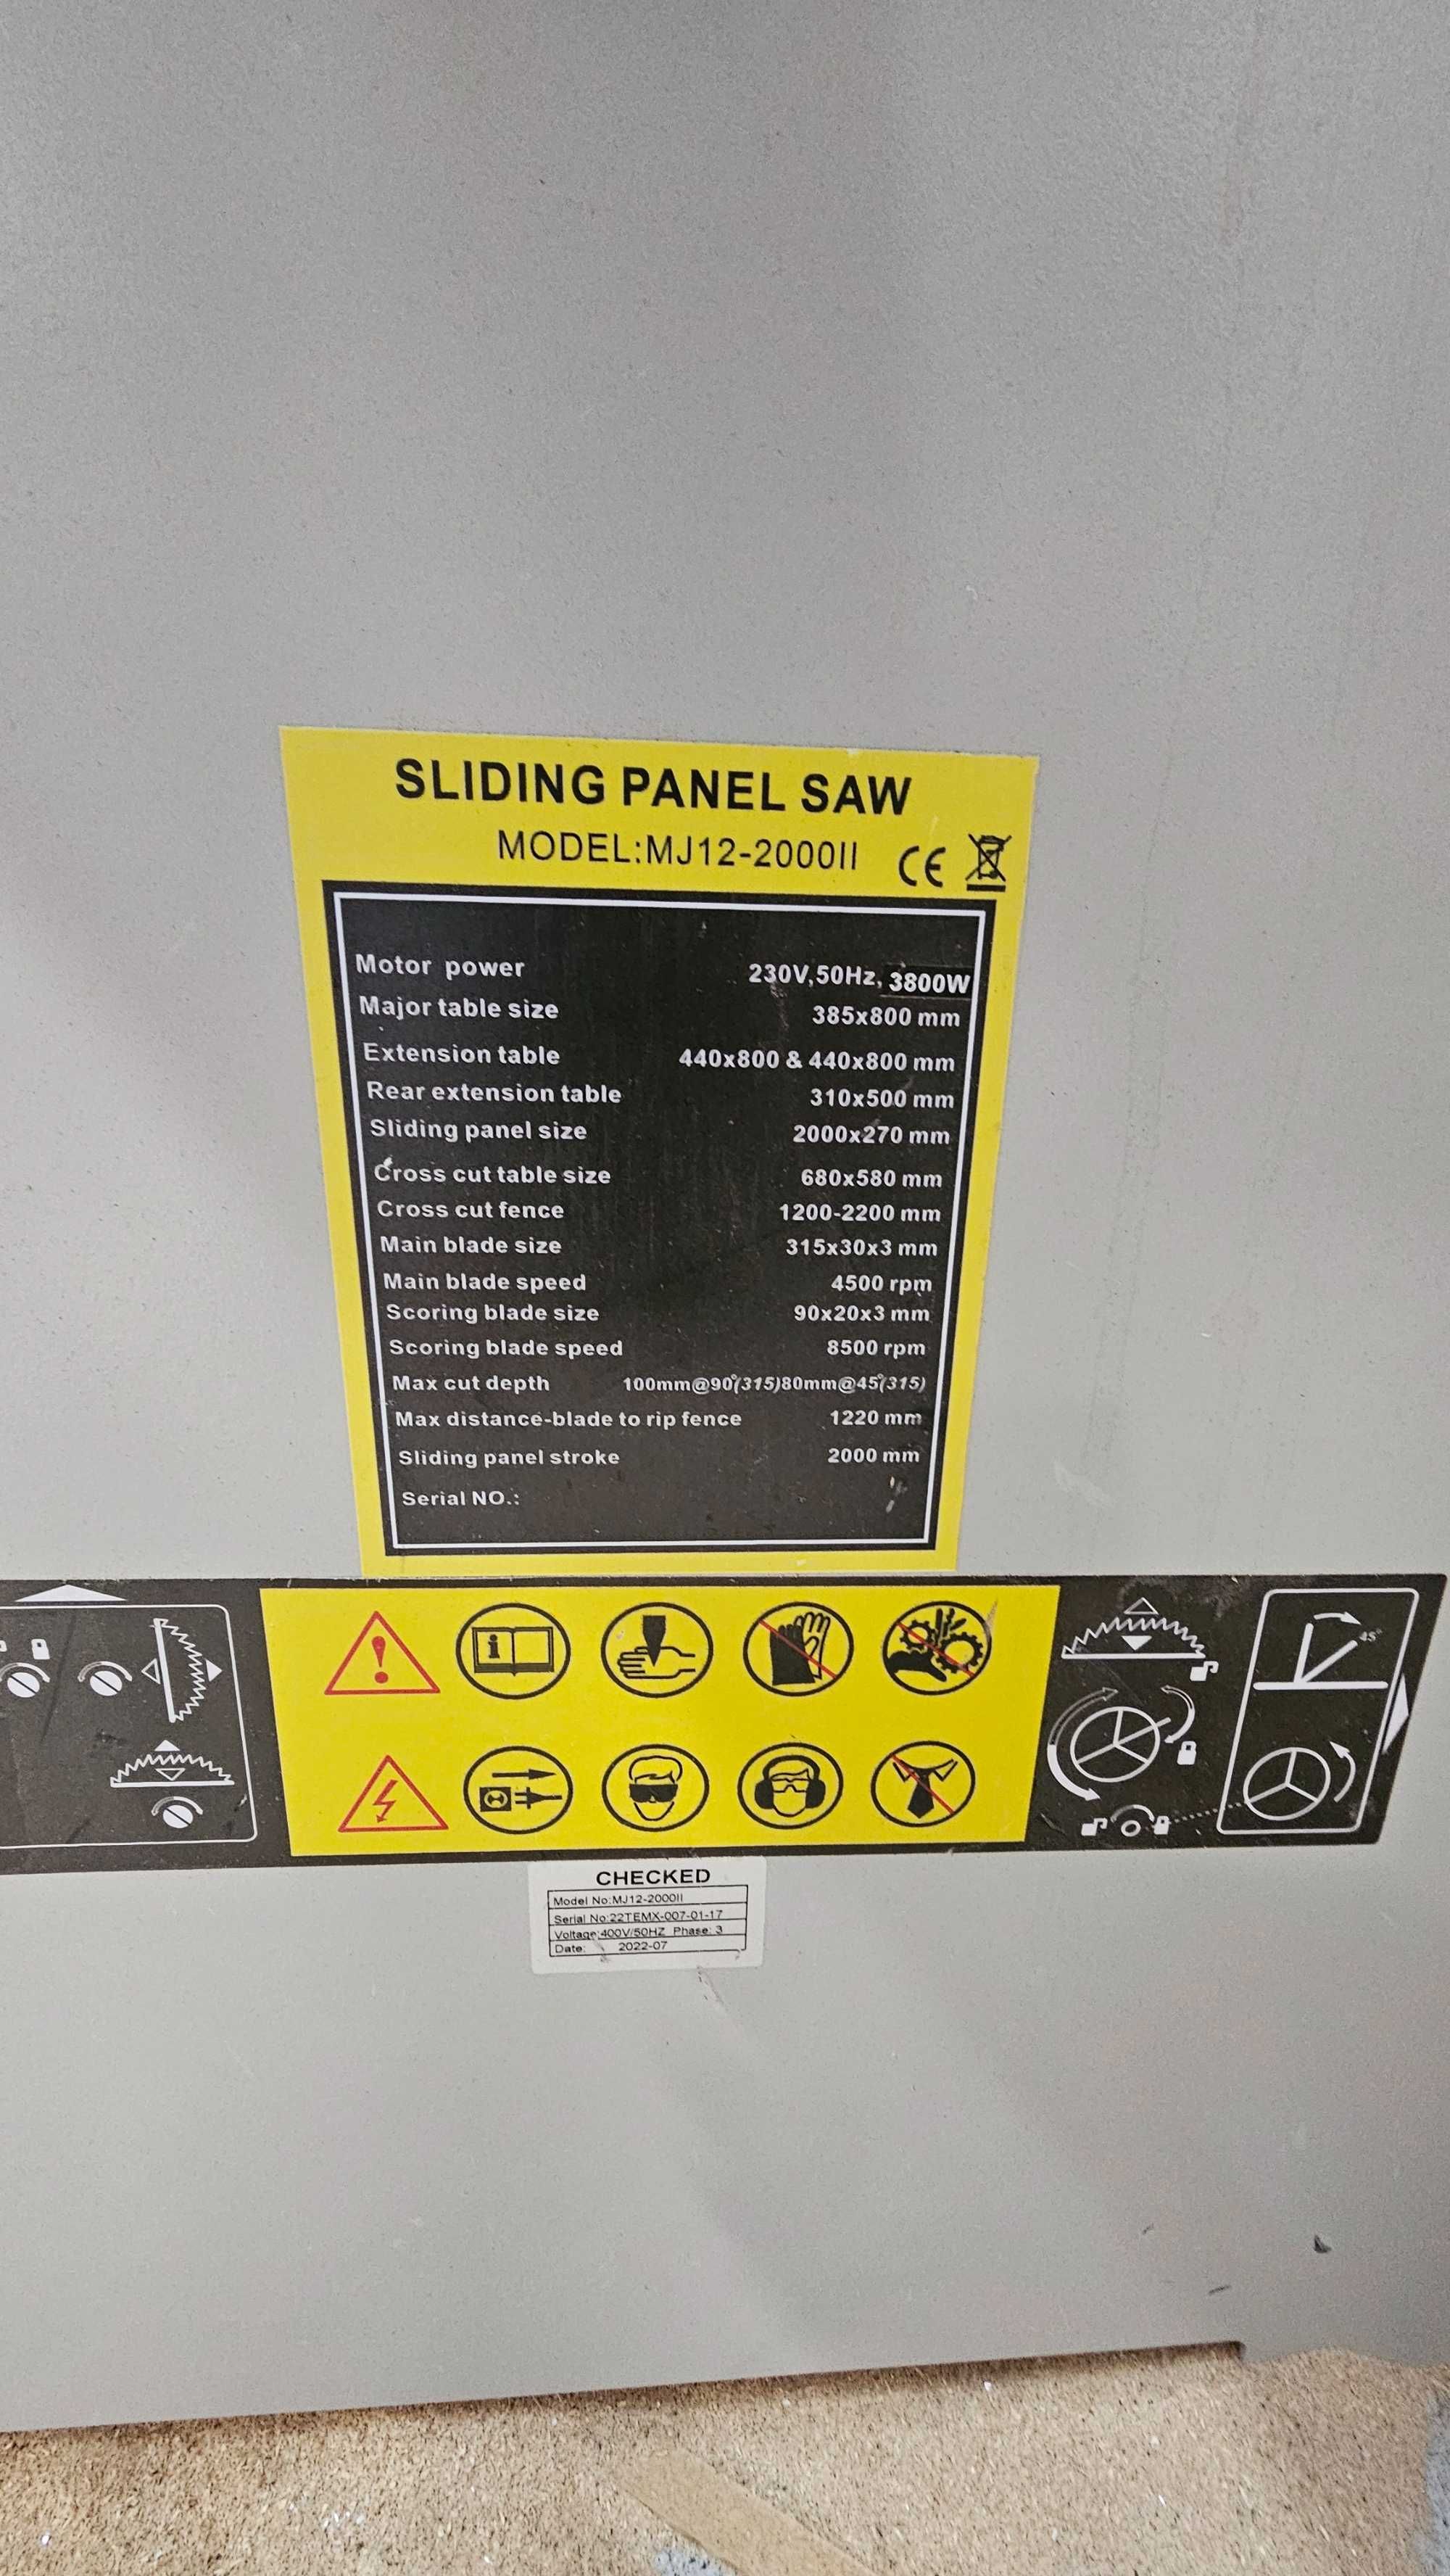 SLIDING PANEL SAW
MODEL:MJ12-2000II CE
Motor power 230V,50Hz, 3800W
Major table size 385x800 mm
Extension table 440x800 & 440x800 mm
Rear extension table 310x500 mm
Sliding panel size 2000x270 mm
Cross cut table size 680x580 mm
Cross cut fence 1200-2200 mm
Main blade size 315x30x3 mm
Main blade speed 4500 rpm
Scoring blade size 90x20x3 mm
Scoring blade speed 8500 rpm
Max cut depth 100mm@90°(315)80mm@45°(315)
Max distance-blade to rip fence 1220 mm
Sliding panel stroke 2000 mm
Serial NO.:
45°
CHECKED
Model No:MJ12-2000II
Serial No:22TEMX-007-01-17
Voltage:400V/50HZ Phase: 3
Date: 2022-07